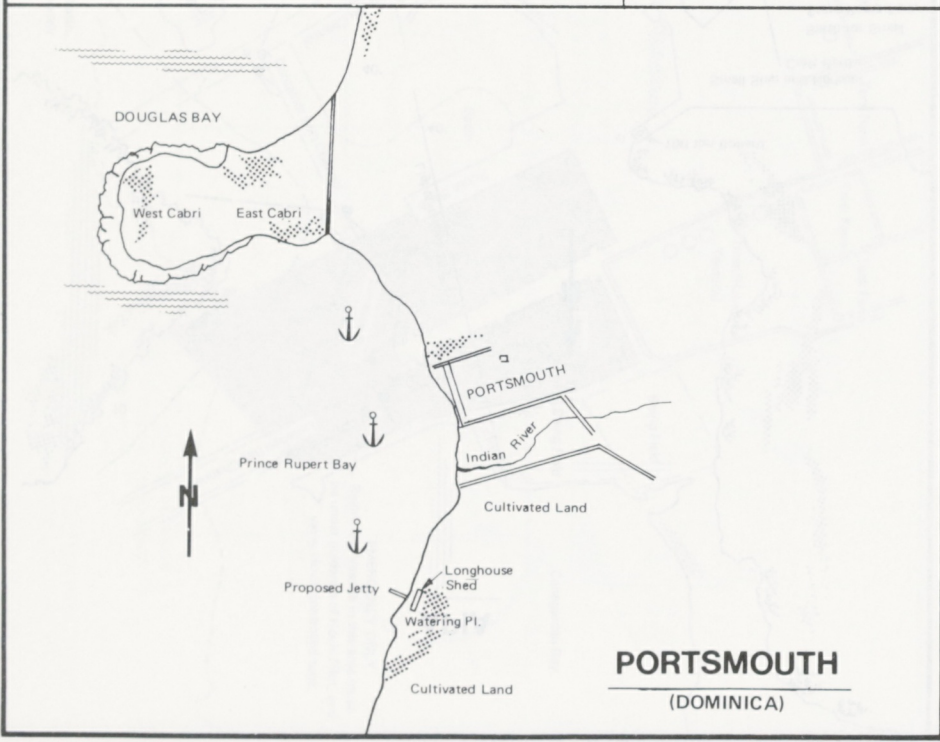 DOUGLAS BAY
West Cabri
East Cabri
PORTSMOUTH
Indian River
Prince Rupert Bay
N
Cultivated Land
Longhouse
Shed
Proposed Jetty
Watering Pl.
Cultivated Land
PORTSMOUTH
(DOMINICA)